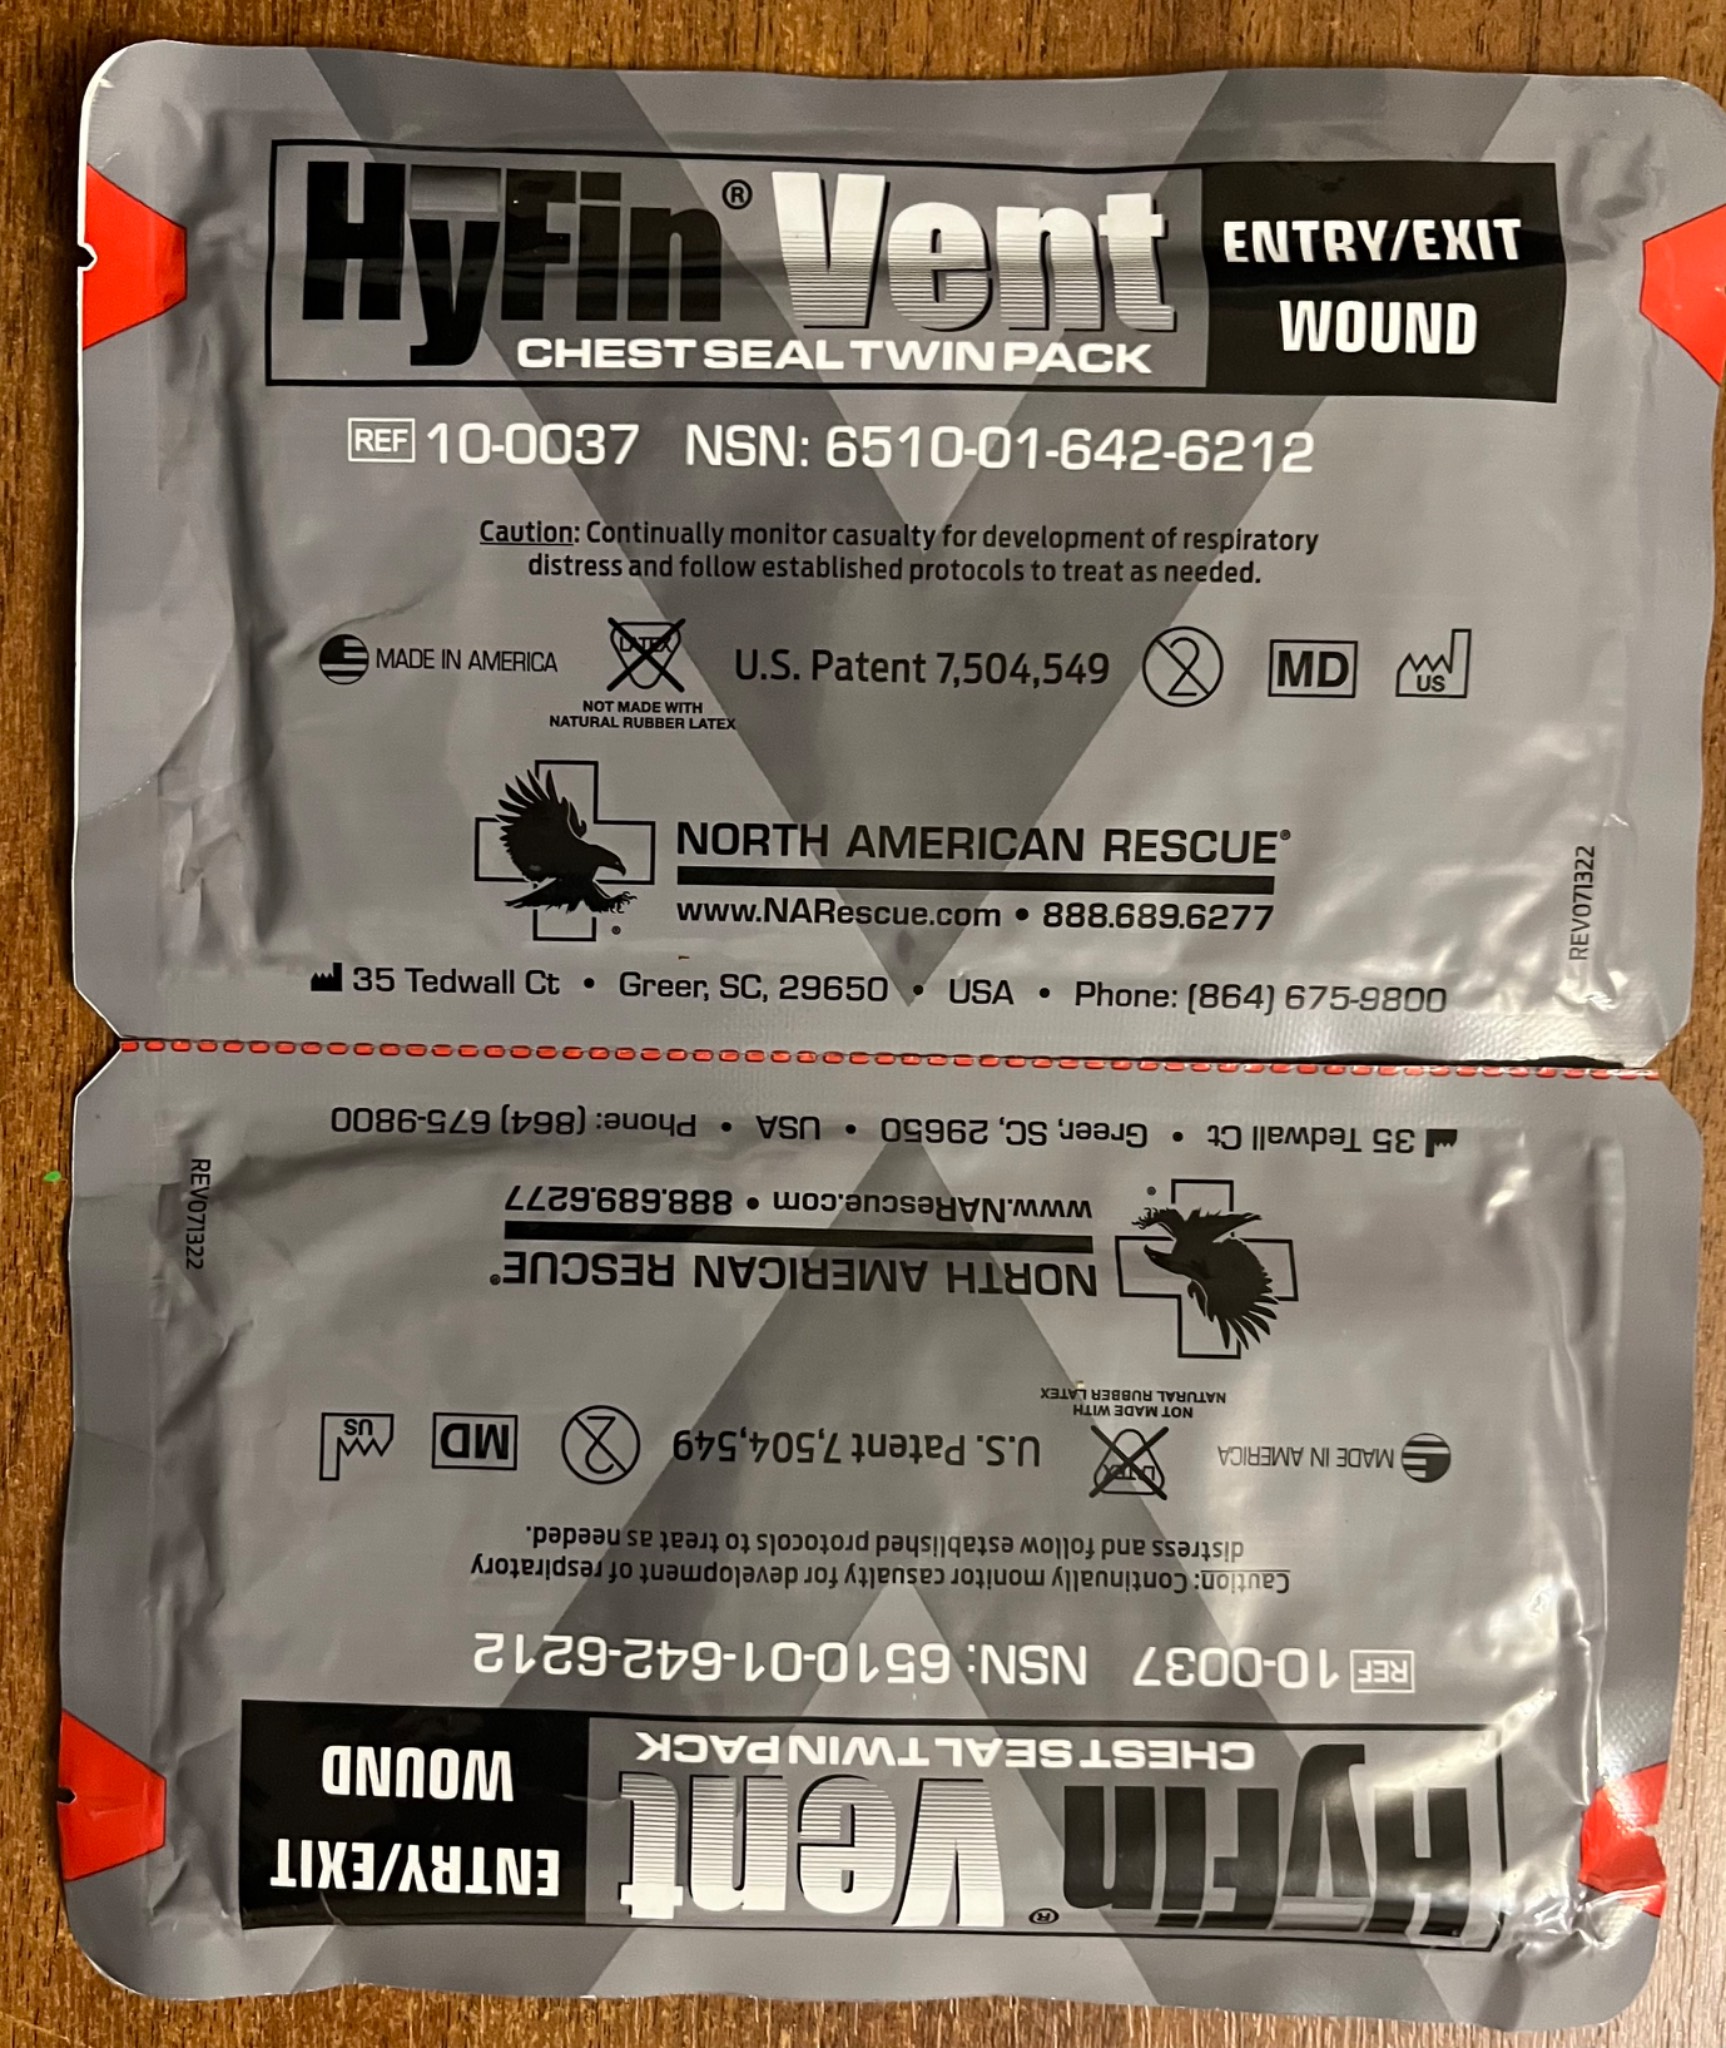 HyFin® Vent
CHEST SEAL TWIN PACK
ENTRY/EXIT
WOUND
REF 10-0037 NSN: 6510-01-642-6212
Caution: Continually monitor casualty for development of respiratory
distress and follow established protocols to treat as needed.
MADE IN AMERICA
LATEX
NOT MADE WITH
NATURAL RUBBER LATEX
U.S. Patent 7,504,549
2
MD
US
NORTH AMERICAN RESCUE®
www.NARescue.com • 888.689.6277
REV071322
35 Tedwall Ct • Greer, SC, 29650 • USA • Phone: (864) 675-9800
35 Tedwall Ct • Greer, SC, 29650 • USA • Phone: (864) 675-9800
REV071322
www.NARescue.com • 888.689.6277
NORTH AMERICAN RESCUE®
NOT MADE WITH
NATURAL RUBBER LATEX
MADE IN AMERICA
LATEX
U.S. Patent 7,504,549
2
MD
US
Caution: Continually monitor casualty for development of respiratory
distress and follow established protocols to treat as needed.
REF 10-0037 NSN: 6510-01-642-6212
HyFin® Vent
CHEST SEAL TWIN PACK
ENTRY/EXIT
WOUND